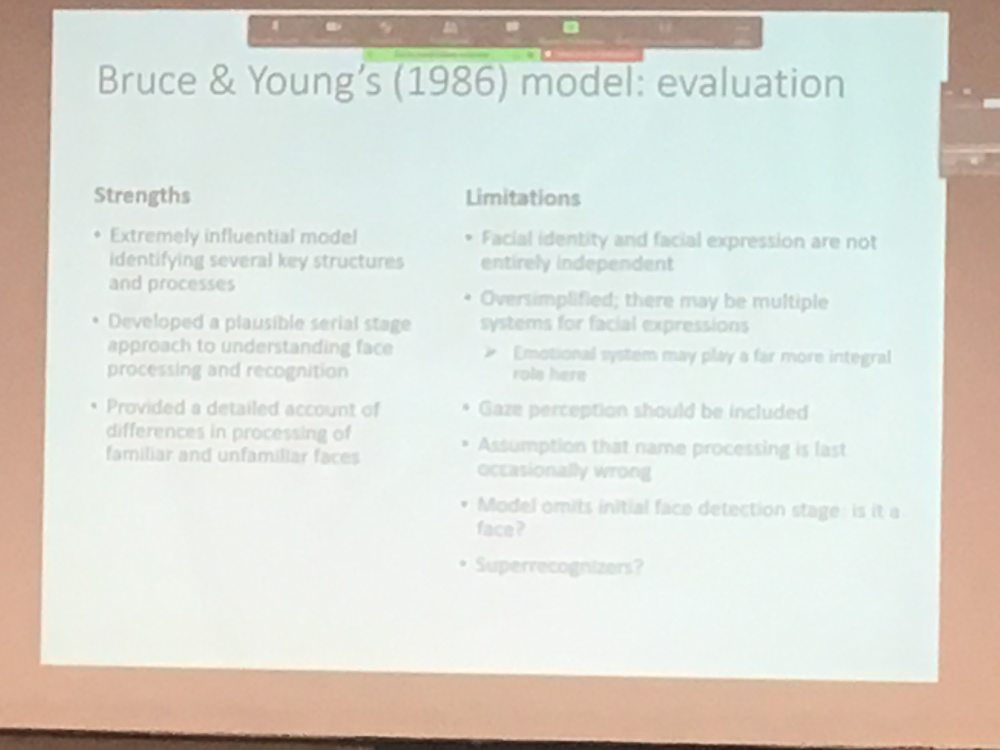 Bruce & Young's (1986) model: evaluation
Strengths
• Extremely influential model
identifying several key structures
and processes
• Developed a plausible serial stage
approach to understanding face
processing and recognition
• Provided a detailed account of
differences in processing of
familiar and unfamiliar faces
Limitations
• Facial identity and facial expression are not
entirely independent
• Oversimplified; there may be multiple
systems for facial expressions
➢ Emotional system may play a far more integral
role here
• Gaze perception should be included
• Assumption that name processing is last
occasionally wrong
• Model omits initial face detection stage: is it a
face?
• Superrecognizers?